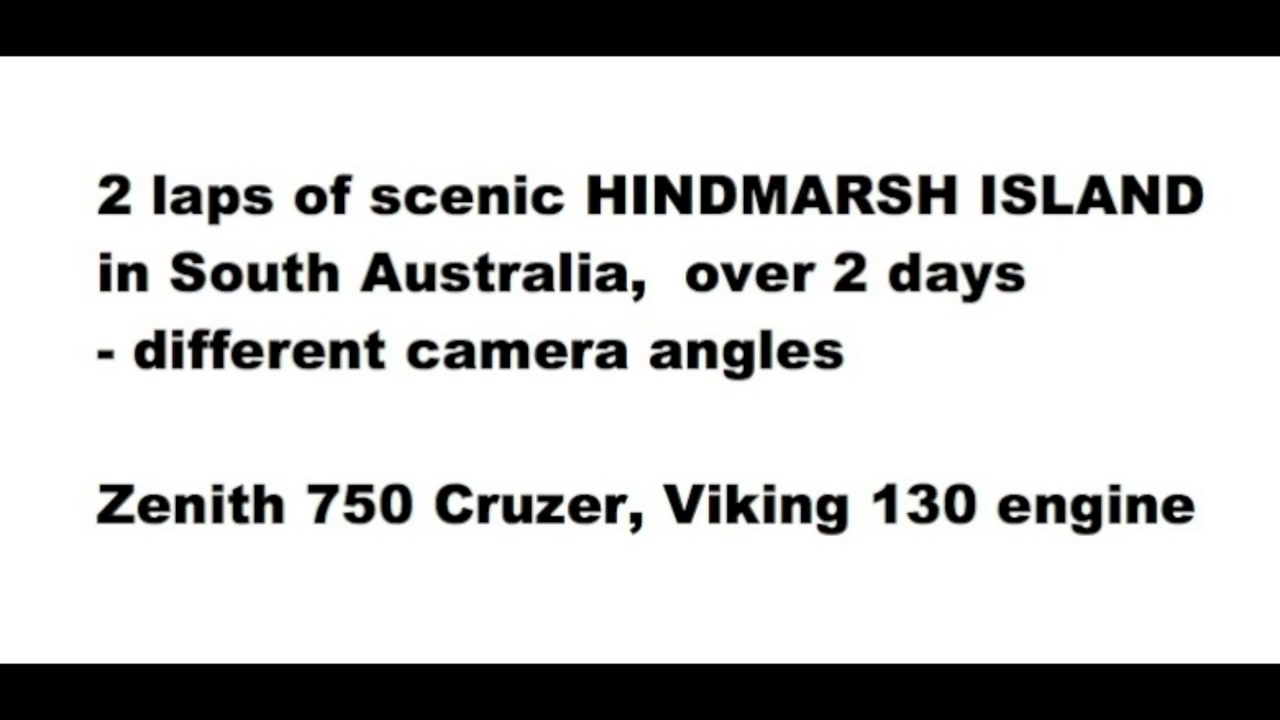 2 laps of scenic HINDMARSH ISLAND
in South Australia,  over 2 days
- different camera angles
Zenith 750 Cruzer, Viking 130 engine